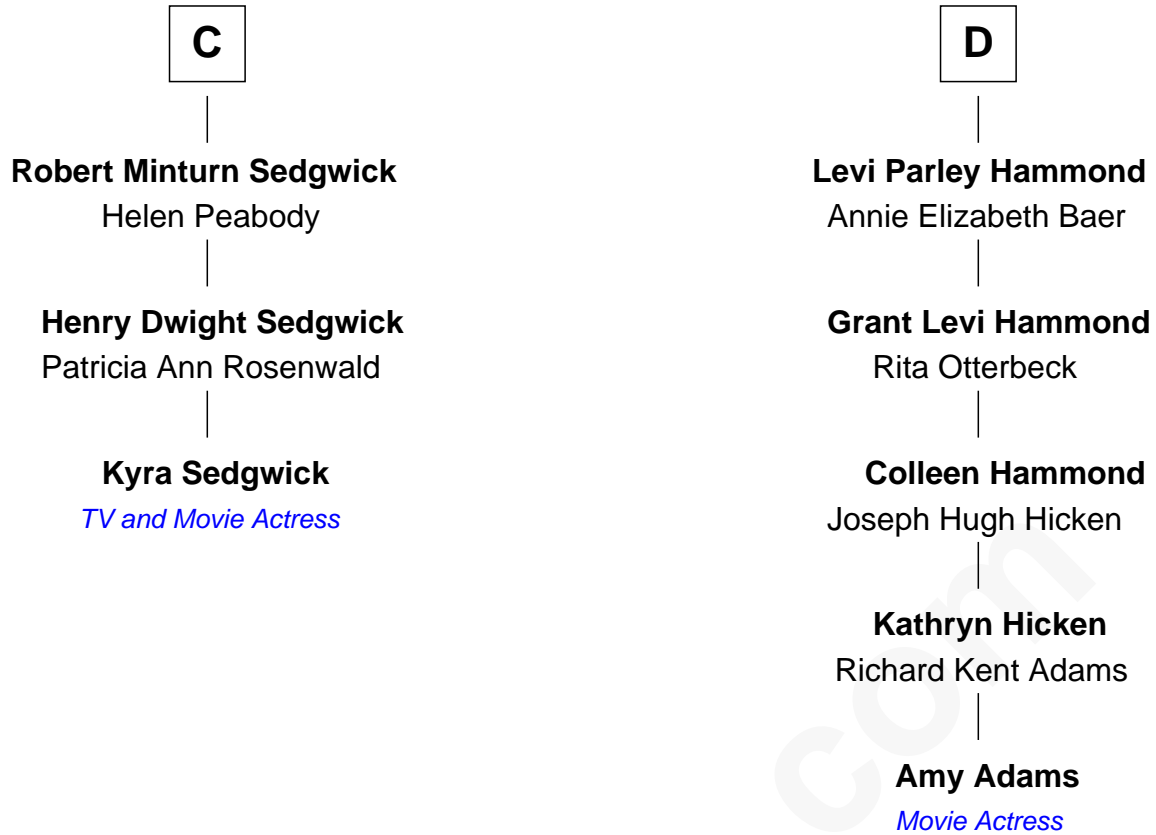 C
Robert Minturn Sedgwick
Helen Peabody
Henry Dwight Sedgwick
Patricia Ann Rosenwald
Kyra Sedgwick
TV and Movie Actress
D
Levi Parley Hammond
Annie Elizabeth Baer
Grant Levi Hammond
Rita Otterbeck
Colleen Hammond
Joseph Hugh Hicken
Kathryn Hicken
Richard Kent Adams
Amy Adams
Movie Actress
com